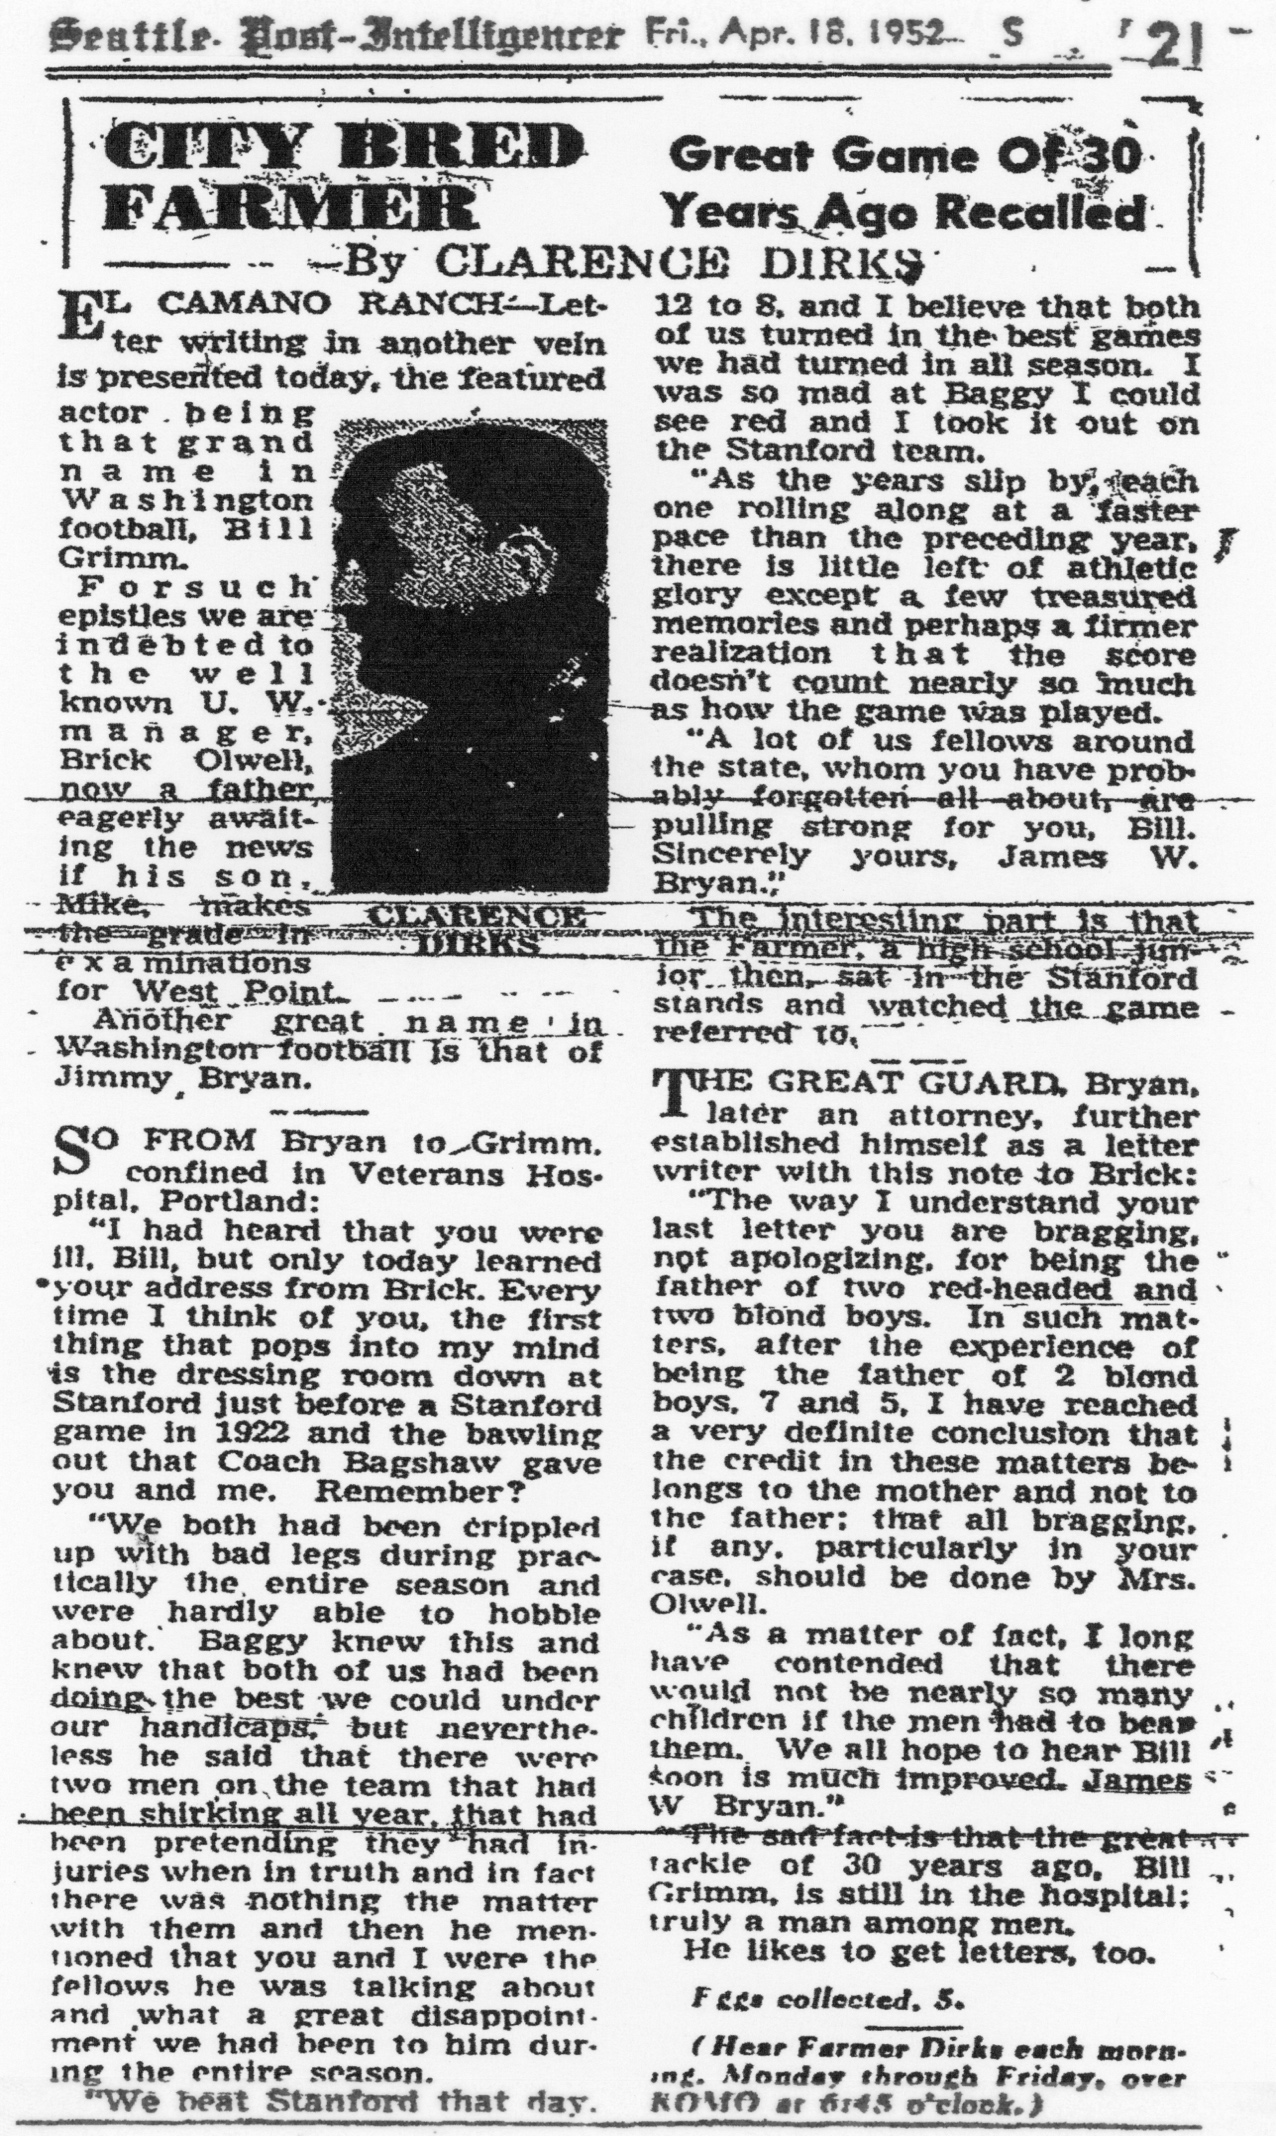 Seattle Post-Intelligencer Fri., Apr. 18, 1952 S 21
CITY BRED
FARMER
Great Game Of 30
Years Ago Recalled
By CLARENCE DIRKS
EL CAMANO RANCH—Let-
ter writing in another vein
is presented today, the featured
actor being
that grand
name in
Washington
football, Bill
Grimm.
For such
epistles we are
indebted to
the well
known U. W.
manager,
Brick Olwell,
now a father
eagerly await-
ing the news
if his son,
Mike, makes
the grade in
examinations
for West Point.
CLARENCE
DIRKS
Another great name in
Washington football is that of
Jimmy Bryan.
SO FROM Bryan to Grimm,
confined in Veterans Hos-
pital, Portland:
"I had heard that you were
ill, Bill, but only today learned
your address from Brick. Every
time I think of you, the first
thing that pops into my mind
is the dressing room down at
Stanford just before a Stanford
game in 1922 and the bawling
out that Coach Bagshaw gave
you and me. Remember?
"We both had been crippled
up with bad legs during prac-
tically the entire season and
were hardly able to hobble
about. Baggy knew this and
knew that both of us had been
doing the best we could under
our handicaps, but neverthe-
less he said that there were
two men on the team that had
been shirking all year, that had
been pretending they had in-
juries when in truth and in fact
there was nothing the matter
with them and then he men-
tioned that you and I were the
fellows he was talking about
and what a great disappoint-
ment we had been to him dur-
ing the entire season.
"We beat Stanford that day,
12 to 8, and I believe that both
of us turned in the best games
we had turned in all season. I
was so mad at Baggy I could
see red and I took it out on
the Stanford team.
"As the years slip by, each
one rolling along at a faster
pace than the preceding year,
there is little left of athletic
glory except a few treasured
memories and perhaps a firmer
realization that the score
doesn't count nearly so much
as how the game was played.
"A lot of us fellows around
the state, whom you have prob-
ably forgotten all about, are
pulling strong for you, Bill.
Sincerely yours, James W.
Bryan."
The interesting part is that
the Farmer, a high school jun-
ior then, sat in the Stanford
stands and watched the game
referred to.
THE GREAT GUARD, Bryan,
later an attorney, further
established himself as a letter
writer with this note to Brick:
"The way I understand your
last letter you are bragging,
not apologizing, for being the
father of two red-headed and
two blond boys. In such mat-
ters, after the experience of
being the father of 2 blond
boys, 7 and 5, I have reached
a very definite conclusion that
the credit in these matters be-
longs to the mother and not to
the father; that all bragging,
if any, particularly in your
case, should be done by Mrs.
Olwell.
"As a matter of fact, I long
have contended that there
would not be nearly so many
children if the men had to bear
them. We all hope to hear Bill
soon is much improved. James
W Bryan."
The sad fact is that the great
tackle of 30 years ago, Bill
Grimm, is still in the hospital;
truly a man among men.
He likes to get letters, too.
Eggs collected, 5.
(Hear Farmer Dirks each morn-
ing, Monday through Friday, over
KOMO at 6:45 o'clock.)